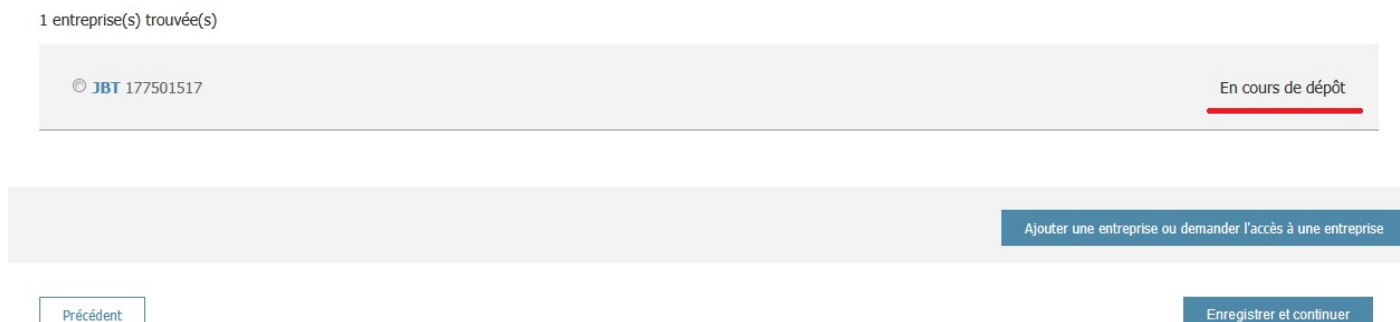 1 entreprise(s) trouvée(s)
JBT 177501517
En cours de dépôt
Ajouter une entreprise ou demander l'accès à une entreprise
Précédent
Enregistrer et continuer